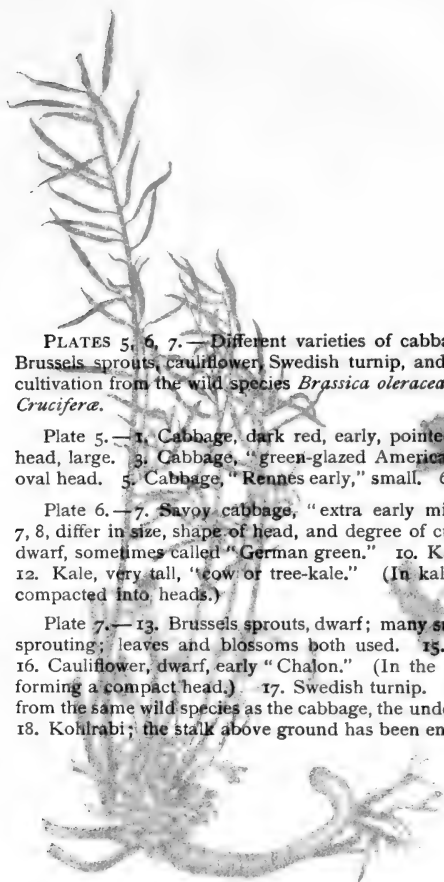 PLATES 5, 6, 7.—Different varieties of cabba
Brussels sprouts, cauliflower, Swedish turnip, and
cultivation from the wild species Brassica oleracea
Cruciferæ.
Plate 5.—1. Cabbage, dark red, early, pointe
head, large. 3. Cabbage, "green-glazed America
oval head. 5. Cabbage, "Rennes early," small. 6
Plate 6.—7. Savoy cabbage, "extra early mi
7, 8, differ in size, shape of head, and degree of c
dwarf, sometimes called "German green." 10. K
12. Kale, very tall, "cow or tree-kale." (In kal
compacted into heads.)
Plate 7.—13. Brussels sprouts, dwarf; many s
sprouting; leaves and blossoms both used. 15.
16. Cauliflower, dwarf, early "Chalon." (In the
forming a compact head.) 17. Swedish turnip.
from the same wild species as the cabbage, the unde
18. Kohlrabi; the stalk above ground has been en